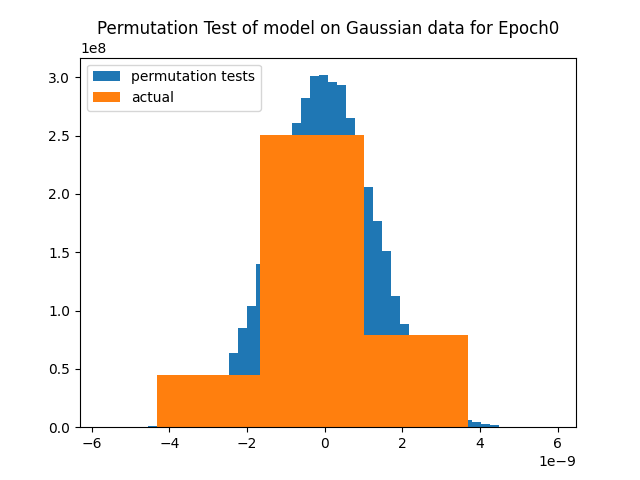 Permutation Test of model on Gaussian data for Epoch0
1e8
permutation tests
actual
3.0
2.5
2.0
1.5
1.0
0.5
0.0
−6 −4 −2 0 2 4 6
1e−9